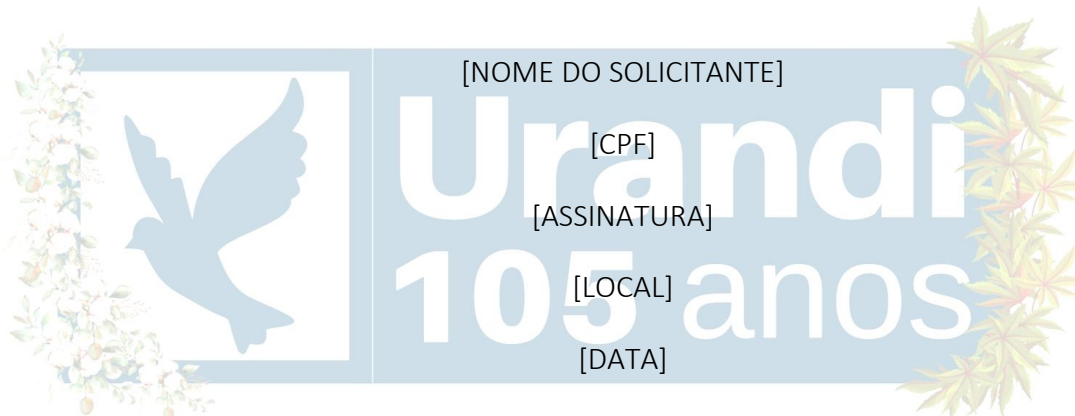 [NOME DO SOLICITANTE]
[CPF]
[ASSINATURA]
[LOCAL]
[DATA]
Urandi
105 anos